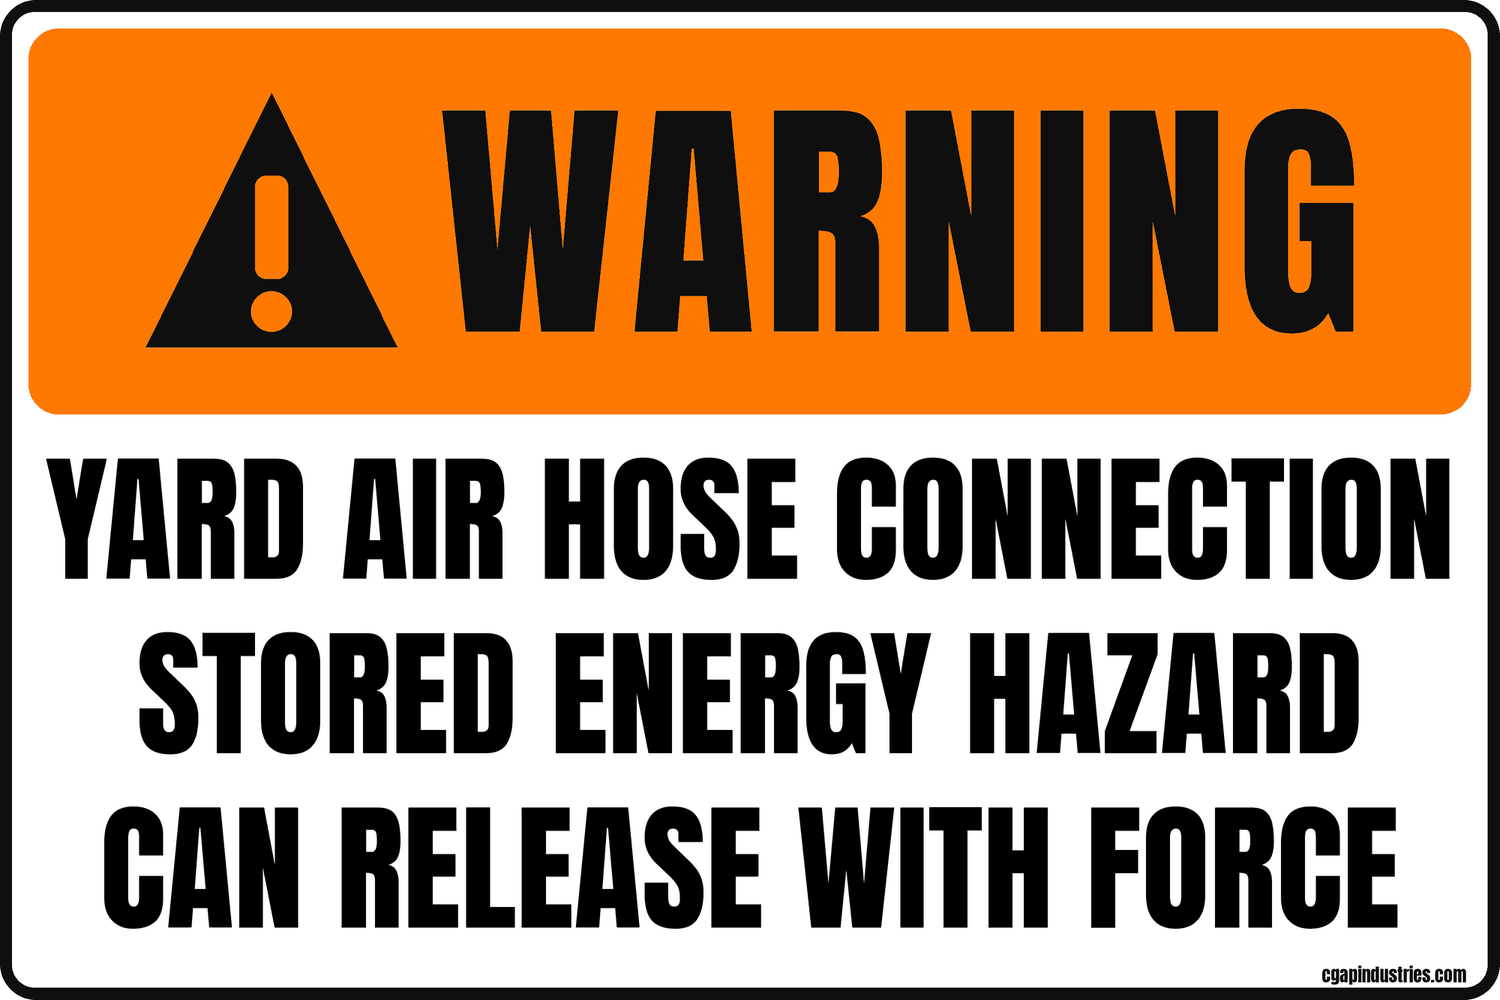 WARNING
YARD AIR HOSE CONNECTION
STORED ENERGY HAZARD
CAN RELEASE WITH FORCE
cgapindustries.com